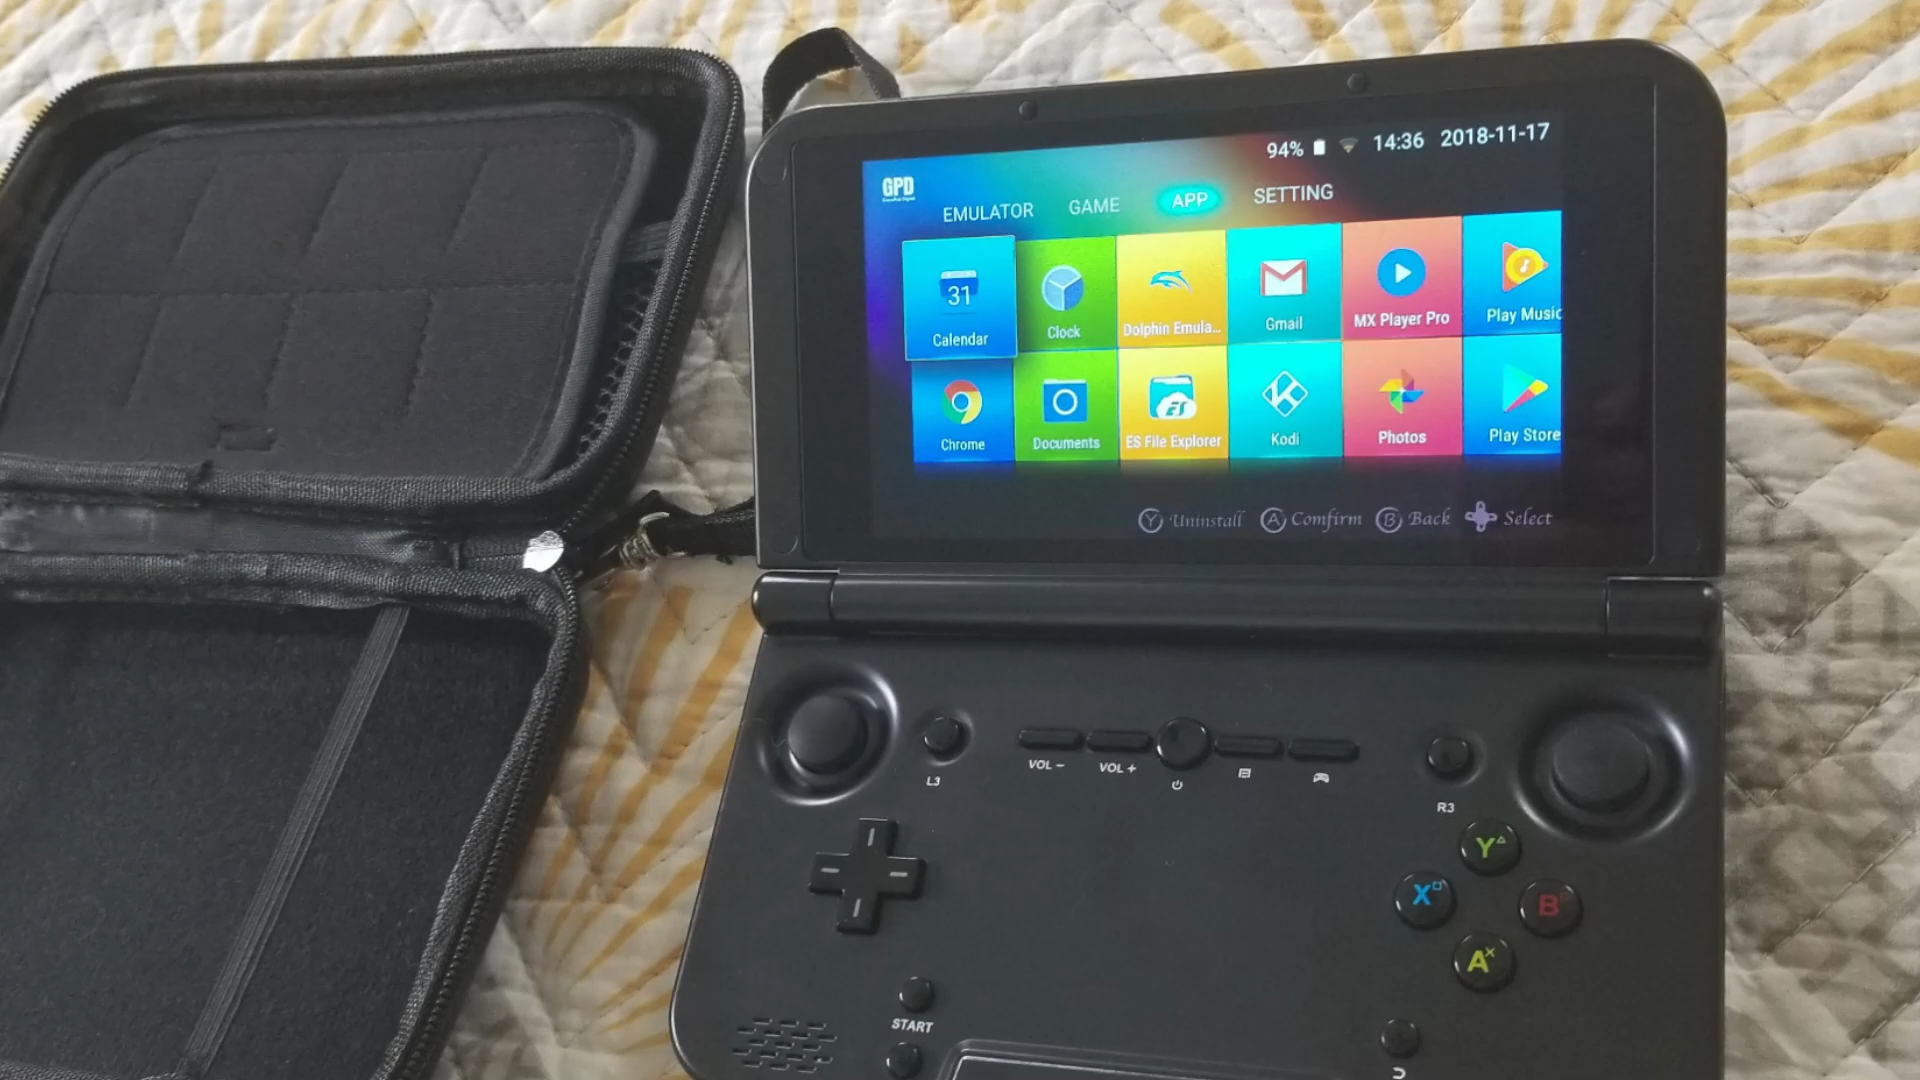 94% 14:36 2018-11-17
GPD
EMULATOR GAME APP SETTING
31
Calendar Clock Dolphin Emula... Gmail MX Player Pro Play Music
ES
Chrome Documents ES File Explorer Kodi Photos Play Store
Y Uninstall A Comfirm B Back Select
L3 VOL − VOL + R3
Y
X B
A
START